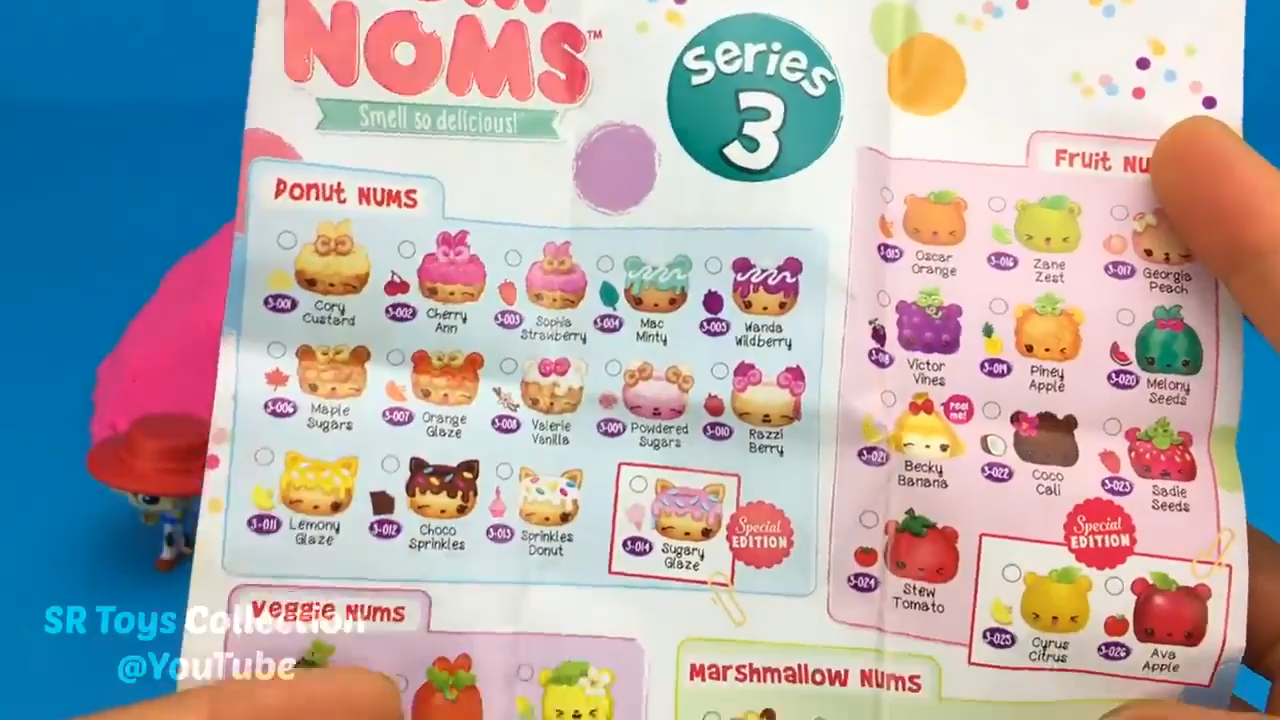 NOMS™
Smell so delicious!
Series
3
Donut NUMS
3-001 Cory
Custard
3-002 Cherry
Ann
3-003 Sophia
Strawberry
3-004 Mac
Minty
3-005 Wanda
Wildberry
3-006 Maple
Sugars
3-007 Orange
Glaze
3-008 Valerie
Vanilla
3-009 Powdered
Sugars
3-010 Razzi
Berry
3-011 Lemony
Glaze
3-012 Choco
Sprinkles
3-013 Sprinkles
Donut
3-014 Sugary
Glaze
Special
EDITION
Fruit NU
3-015 Oscar
Orange
3-016 Zane
Zest
3-017 Georgia
Peach
3-018 Victor
Vines
3-019 Piney
Apple
3-020 Melony
Seeds
3-021 Becky
Banana
Peel
me!
3-022 Coco
Cali
3-023 Sadie
Seeds
3-024 Stew
Tomato
Special
EDITION
3-025 Cyrus
Citrus
3-026 Ava
Apple
Veggie NUMS
Marshmallow NUMS
SR Toys Collection
@YouTube